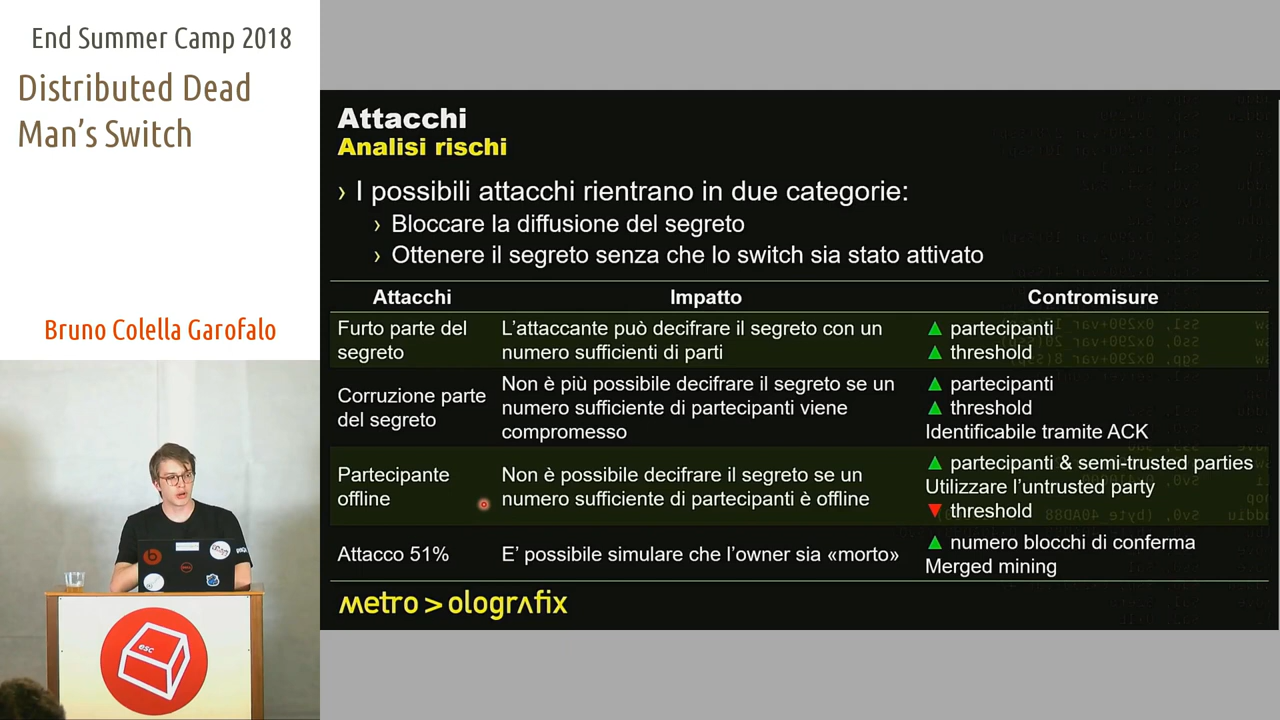 End Summer Camp 2018
Distributed Dead
Man's Switch
Bruno Colella Garofalo
Attacchi
Analisi rischi
› I possibili attacchi rientrano in due categorie:
› Bloccare la diffusione del segreto
› Ottenere il segreto senza che lo switch sia stato attivato
Attacchi Impatto Contromisure
Furto parte del
segreto
L'attaccante può decifrare il segreto con un
numero sufficienti di parti
▲ partecipanti
▲ threshold
Corruzione parte
del segreto
Non è più possibile decifrare il segreto se un
numero sufficiente di partecipanti viene
compromesso
▲ partecipanti
▲ threshold
Identificabile tramite ACK
Partecipante
offline
Non è possibile decifrare il segreto se un
numero sufficiente di partecipanti è offline
▲ partecipanti & semi-trusted parties
Utilizzare l'untrusted party
▼ threshold
Attacco 51%
E' possibile simulare che l'owner sia «morto»
▲ numero blocchi di conferma
Merged mining
metro > olografix
esc